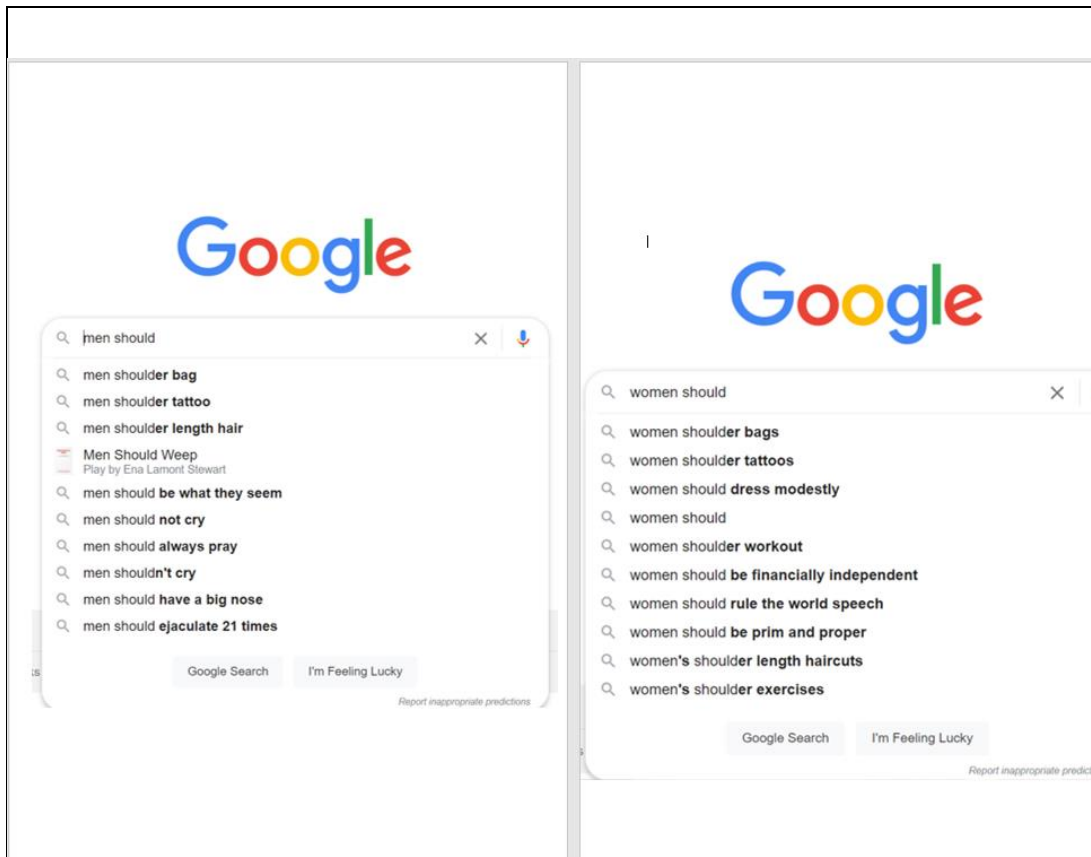 Google
men should
men shoulder bag
men shoulder tattoo
men shoulder length hair
Men Should Weep
Play by Ena Lamont Stewart
men should be what they seem
men should not cry
men should always pray
men shouldn't cry
men should have a big nose
men should ejaculate 21 times
Google Search I'm Feeling Lucky
Report inappropriate predictions
Google
women should
women shoulder bags
women shoulder tattoos
women should dress modestly
women should
women shoulder workout
women should be financially independent
women should rule the world speech
women should be prim and proper
women's shoulder length haircuts
women's shoulder exercises
Google Search I'm Feeling Lucky
Report inappropriate